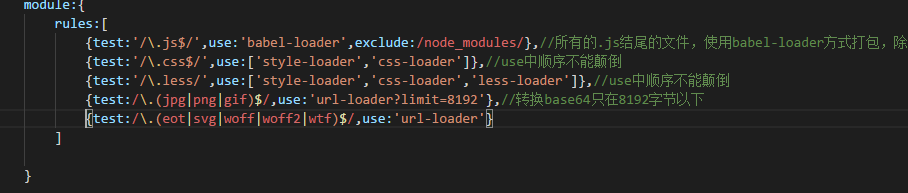 module:{
rules:[
{test:'/\.js$/',use:'babel-loader',exclude:/node_modules/},//所有的.js结尾的文件，使用babel-loader方式打包，除
{test:'/\.css$/',use:['style-loader','css-loader']},//use中顺序不能颠倒
{test:'/\.less/',use:['style-loader','css-loader','less-loader']},//use中顺序不能颠倒
{test:/\.(jpg|png|gif)$/,use:'url-loader?limit=8192'},//转换base64只在8192字节以下
{test:/\.(eot|svg|woff|woff2|wtf)$/,use:'url-loader'}
]
}